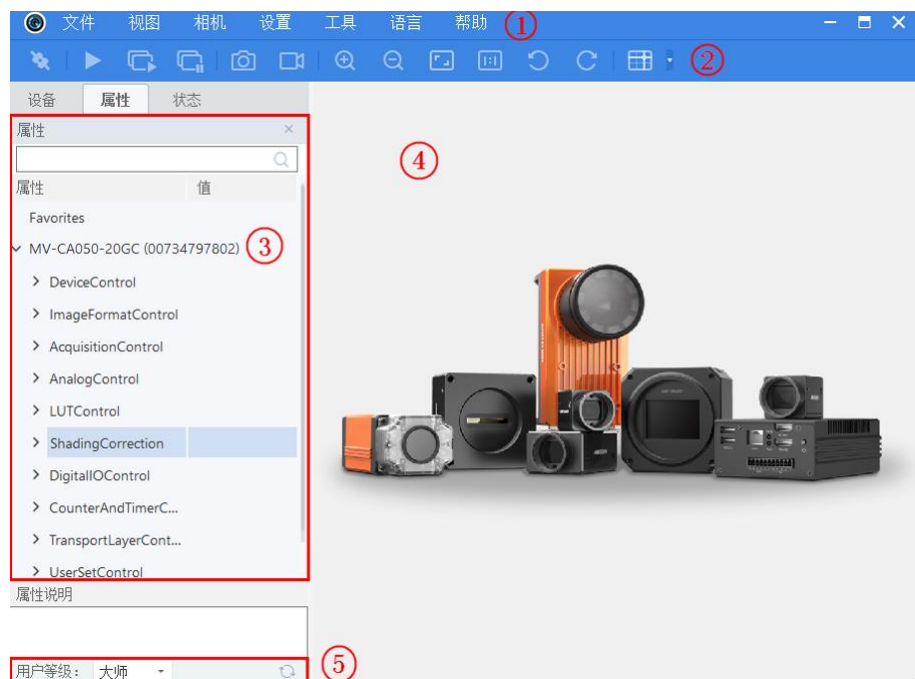 文件 视图 相机 设置 工具 语言 帮助 ①
1:1 ②
设备 属性 状态
属性
④
属性 值
Favorites
MV-CA050-20GC (00734797802) ③
DeviceControl
ImageFormatControl
AcquisitionControl
AnalogControl
LUTControl
ShadingCorrection
DigitalIOControl
CounterAndTimerC...
TransportLayerCont...
UserSetControl
属性说明
用户等级： 大师 ⑤